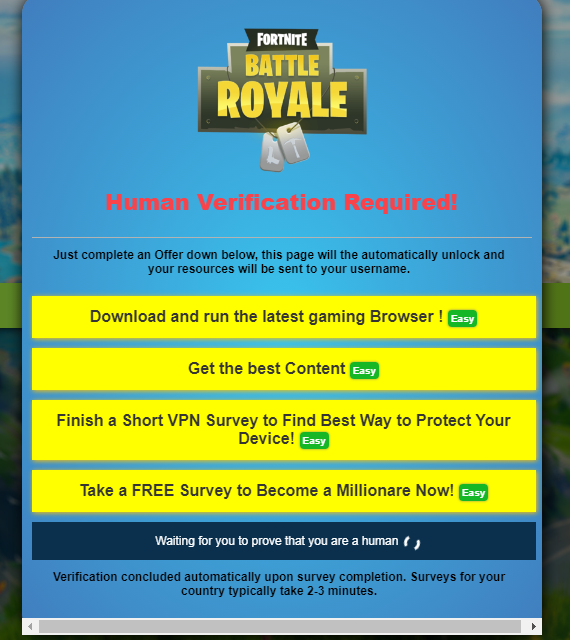 FORTNITE
BATTLE
ROYALE
Human Verification Required!
Just complete an Offer down below, this page will the automatically unlock and
your resources will be sent to your username.
Download and run the latest gaming Browser ! Easy
Get the best Content Easy
Finish a Short VPN Survey to Find Best Way to Protect Your
Device! Easy
Take a FREE Survey to Become a Millionare Now! Easy
Waiting for you to prove that you are a human
Verification concluded automatically upon survey completion. Surveys for your
country typically take 2-3 minutes.